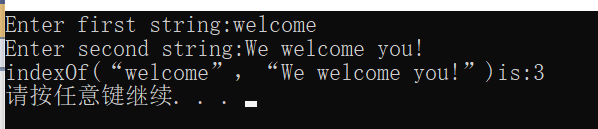 Enter first string:welcome
Enter second string:We welcome you!
indexOf(“welcome”, “We welcome you!”)is:3
请按任意键继续. . .